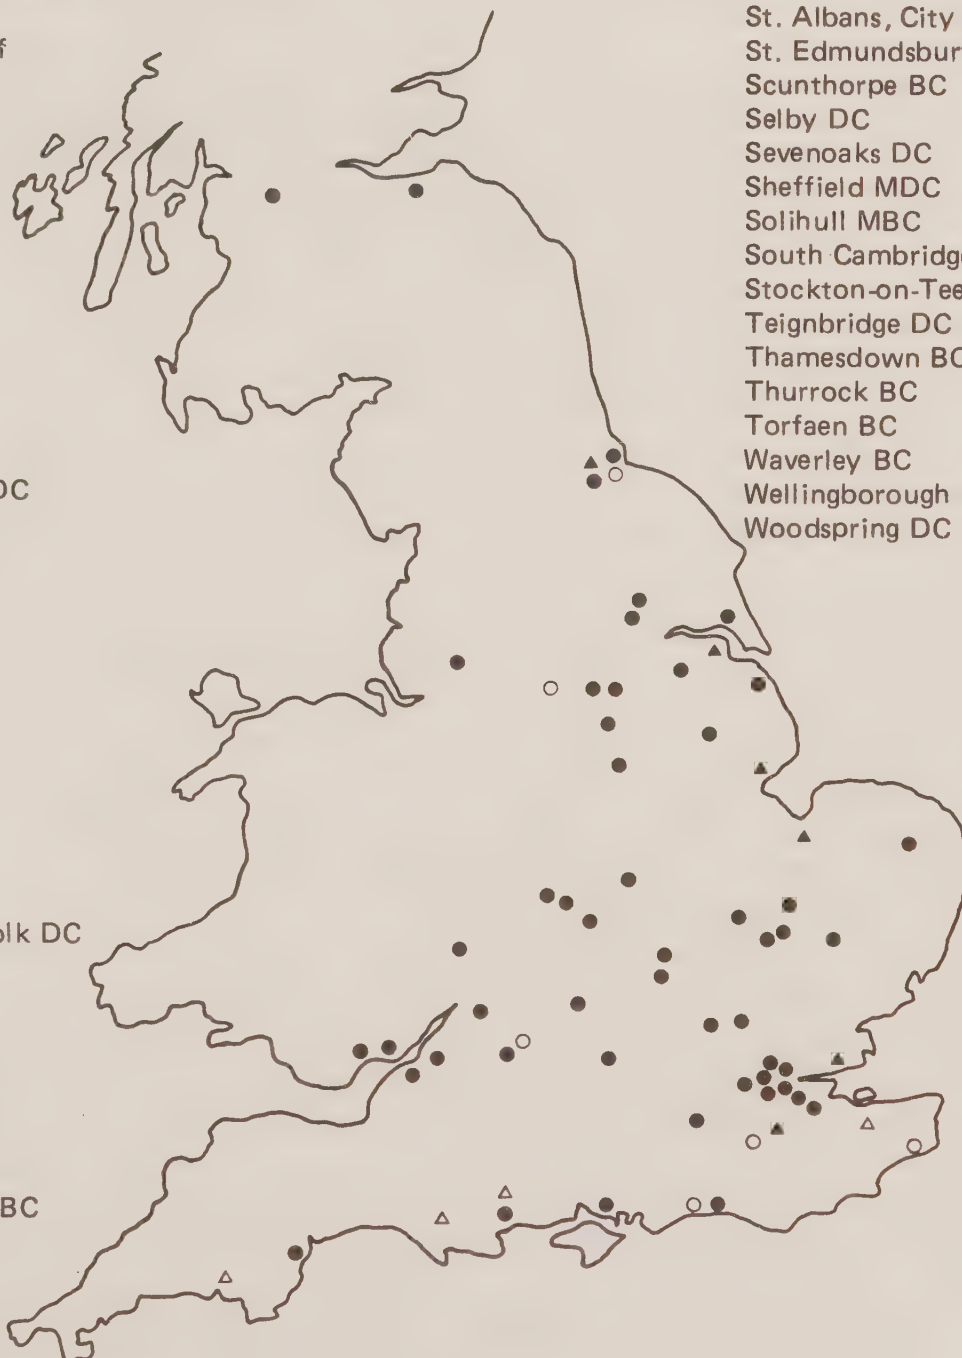 f
DC
olk DC
BC
St. Albans, City
St. Edmundsbur
Scunthorpe BC
Selby DC
Sevenoaks DC
Sheffield MDC
Solihull MBC
South Cambridg
Stockton-on-Tee
Teignbridge DC
Thamesdown BC
Thurrock BC
Torfaen BC
Waverley BC
Wellingborough
Woodspring DC